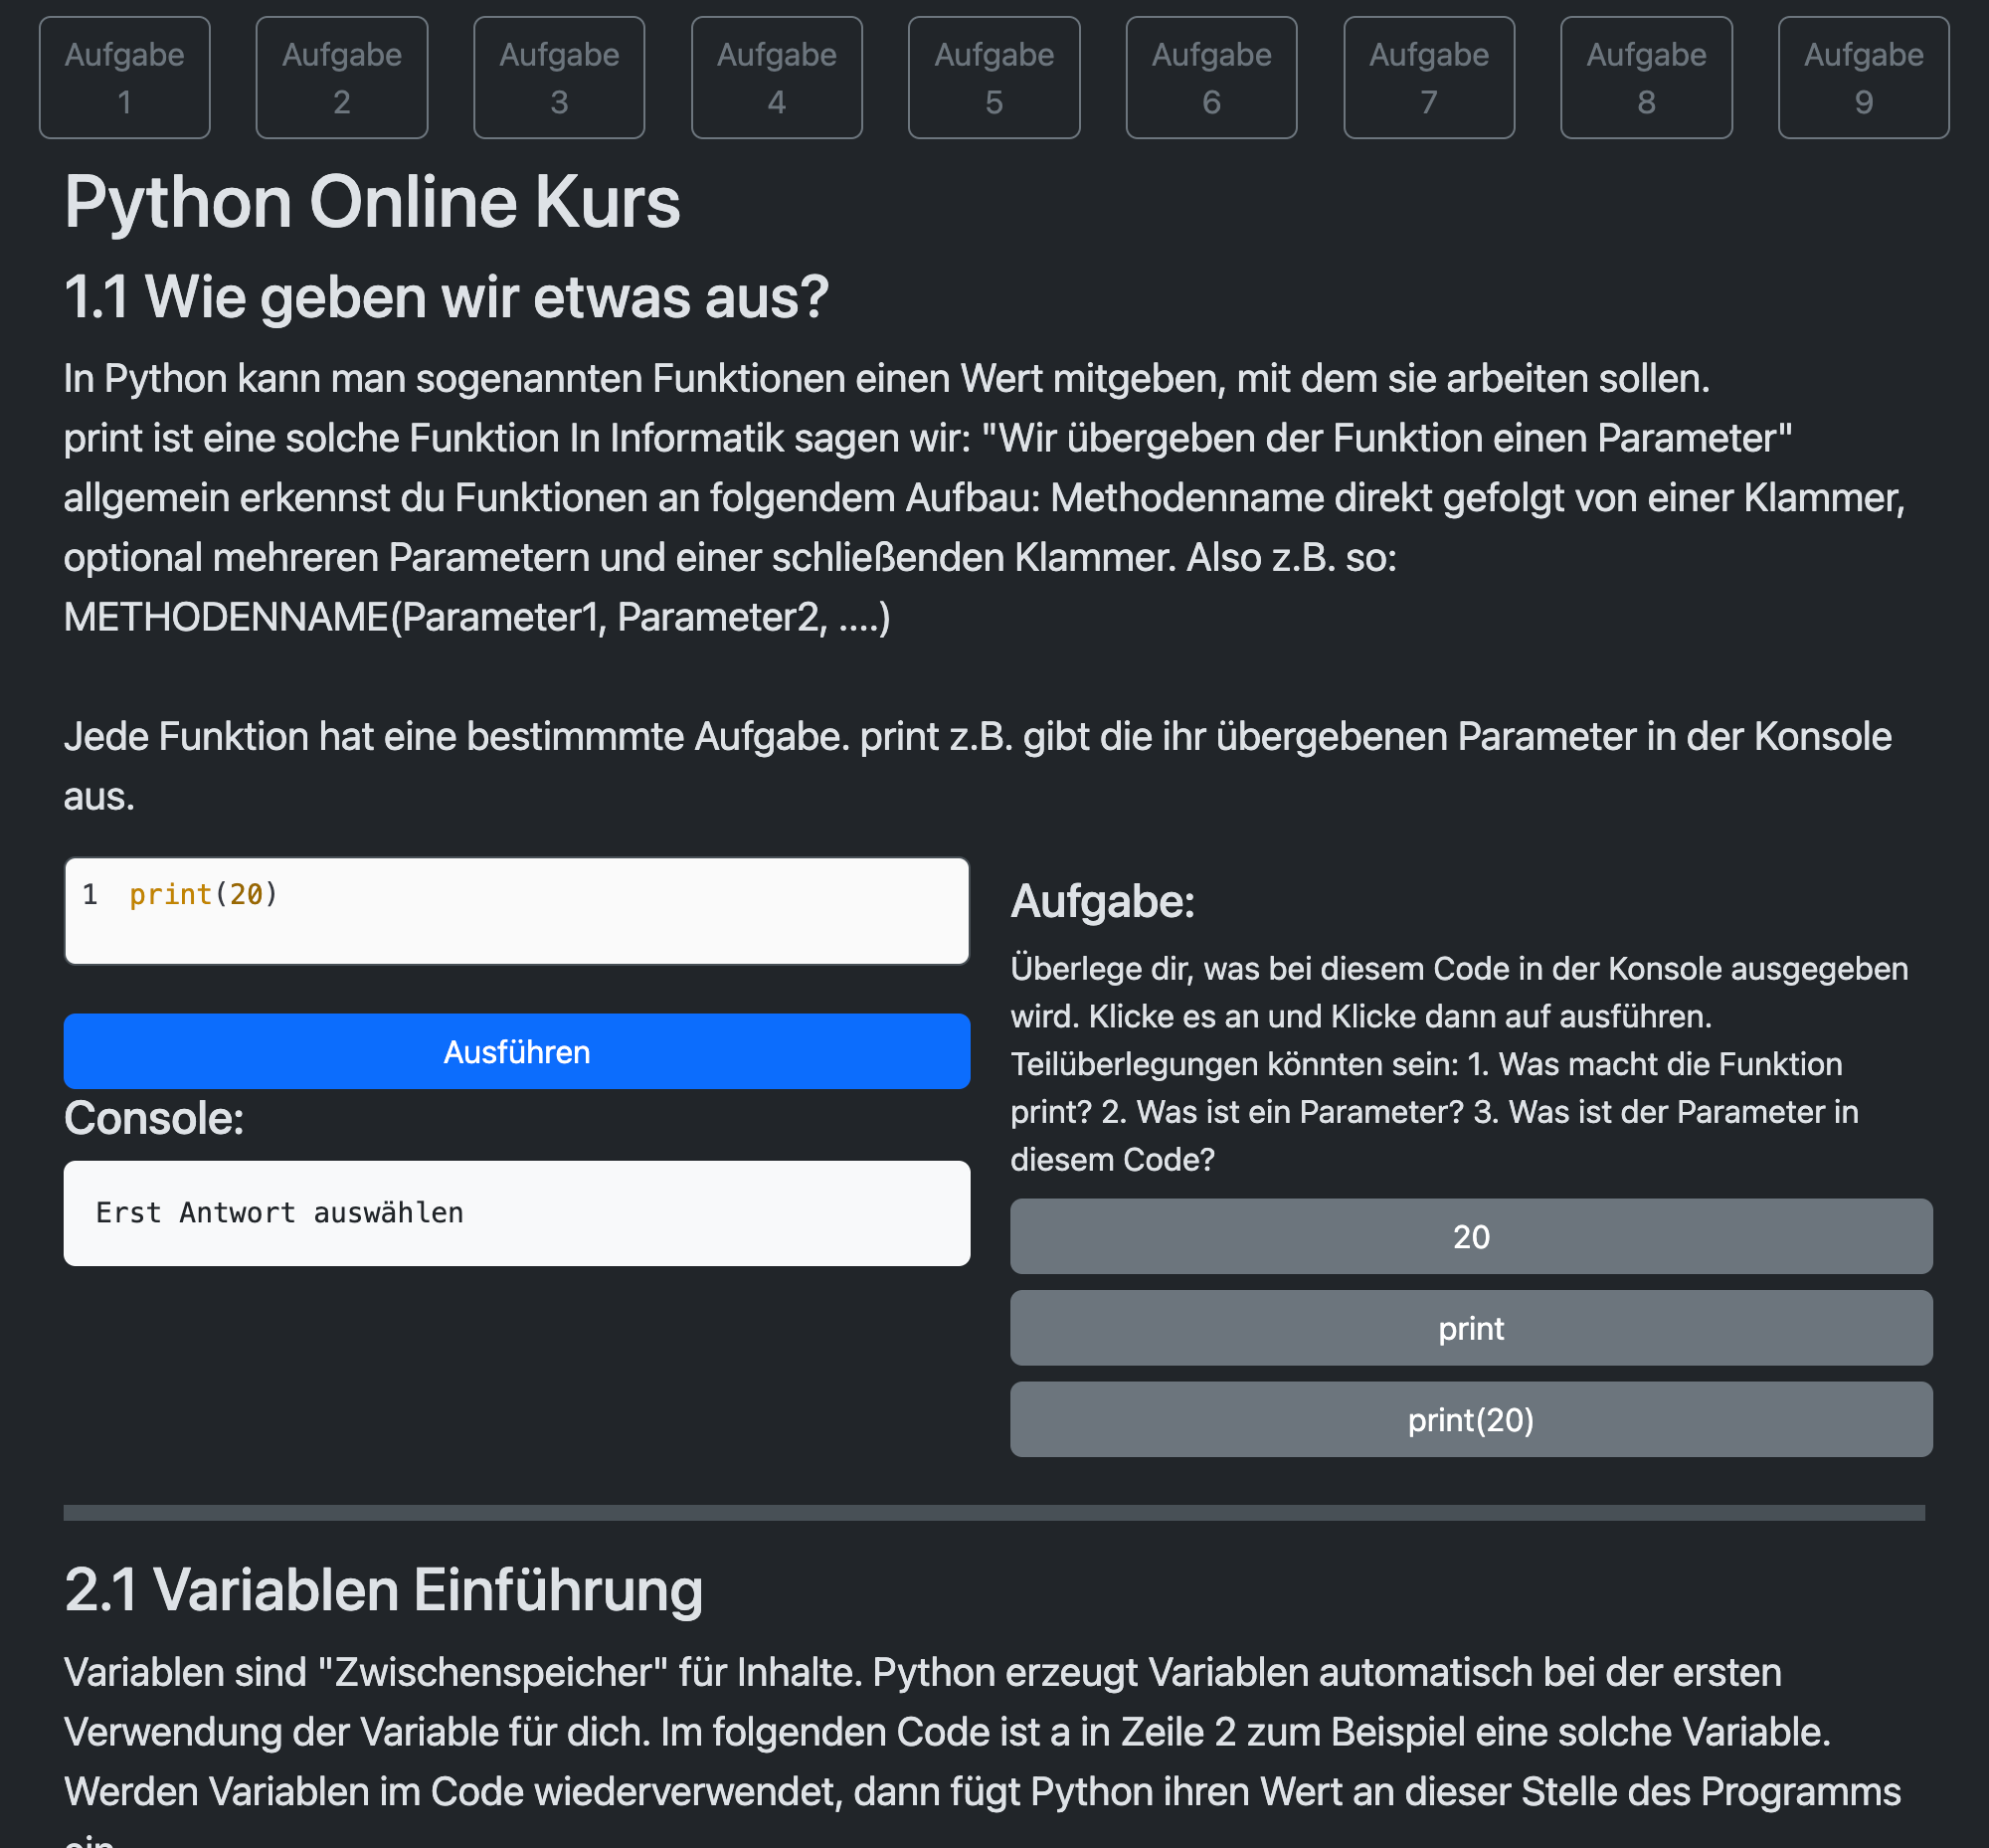 Aufgabe
1
Aufgabe
2
Aufgabe
3
Aufgabe
4
Aufgabe
5
Aufgabe
6
Aufgabe
7
Aufgabe
8
Aufgabe
9
Python Online Kurs
1.1 Wie geben wir etwas aus?
In Python kann man sogenannten Funktionen einen Wert mitgeben, mit dem sie arbeiten sollen.
print ist eine solche Funktion In Informatik sagen wir: "Wir übergeben der Funktion einen Parameter"
allgemein erkennst du Funktionen an folgendem Aufbau: Methodenname direkt gefolgt von einer Klammer,
optional mehreren Parametern und einer schließenden Klammer. Also z.B. so:
METHODENNAME(Parameter1, Parameter2, ....)
Jede Funktion hat eine bestimmmte Aufgabe. print z.B. gibt die ihr übergebenen Parameter in der Konsole
aus.
1 print(20)
Ausführen
Console:
Erst Antwort auswählen
Aufgabe:
Überlege dir, was bei diesem Code in der Konsole ausgegeben
wird. Klicke es an und Klicke dann auf ausführen.
Teilüberlegungen könnten sein: 1. Was macht die Funktion
print? 2. Was ist ein Parameter? 3. Was ist der Parameter in
diesem Code?
20
print
print(20)
2.1 Variablen Einführung
Variablen sind "Zwischenspeicher" für Inhalte. Python erzeugt Variablen automatisch bei der ersten
Verwendung der Variable für dich. Im folgenden Code ist a in Zeile 2 zum Beispiel eine solche Variable.
Werden Variablen im Code wiederverwendet, dann fügt Python ihren Wert an dieser Stelle des Programms
ein.